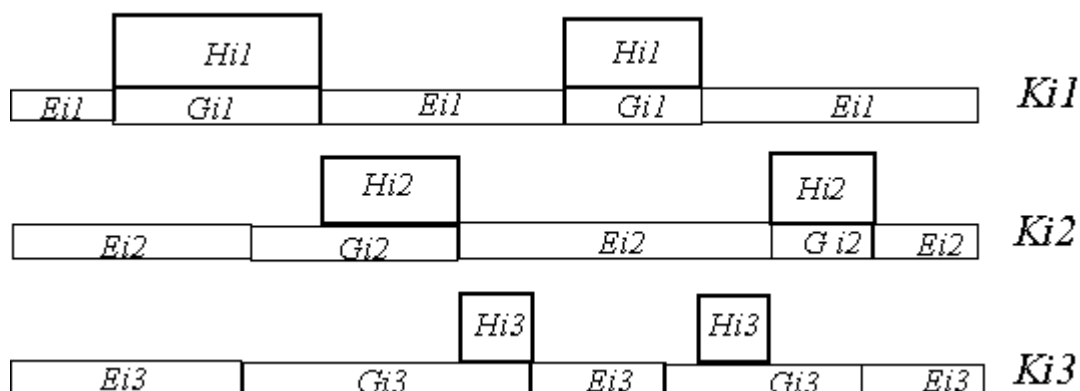 Hi1 Hi1
Ei1 Gi1 Ei1 Gi1 Ei1 Ki1
Hi2 Hi2
Ei2 Gi2 Ei2 G i2 Ei2 Ki2
Hi3 Hi3
Ei3 Gi3 Ei3 Gi3 Ei3 Ki3